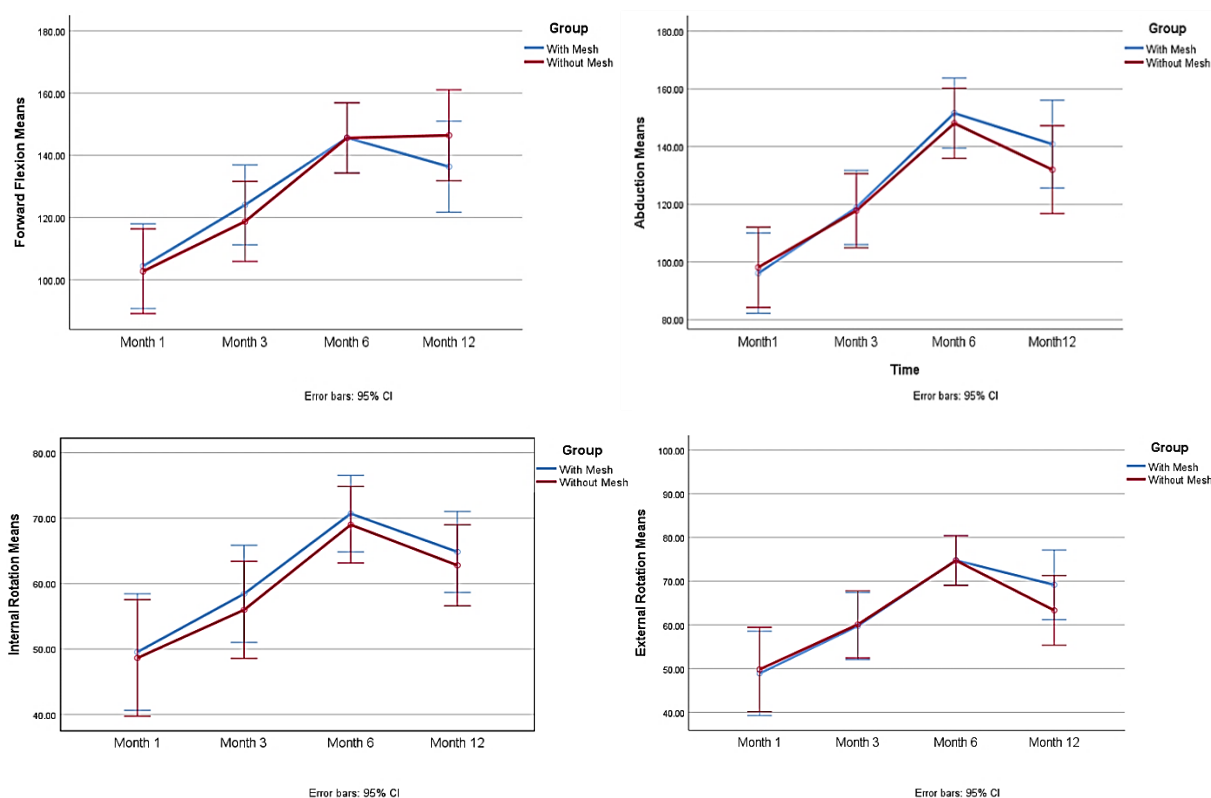 Forward Flexion Means
180.00
160.00
140.00
120.00
100.00
Month 1 Month 3 Month 6 Month 12
Group
With Mesh
Without Mesh
Error bars: 95% CI
Abduction Means
180.00
160.00
140.00
120.00
100.00
80.00
Month1 Month 3 Month 6 Month12
Time
Group
With Mesh
Without Mesh
Error bars: 95% CI
Internal Rotation Means
80.00
70.00
60.00
50.00
40.00
Month 1 Month 3 Month 6 Month 12
Group
With Mesh
Without Mesh
Error bars: 95% CI
External Rotation Means
100.00
90.00
80.00
70.00
60.00
50.00
40.00
Month 1 Month 3 Month 6 Month 12
Group
With Mesh
Without Mesh
Error bars: 95% CI